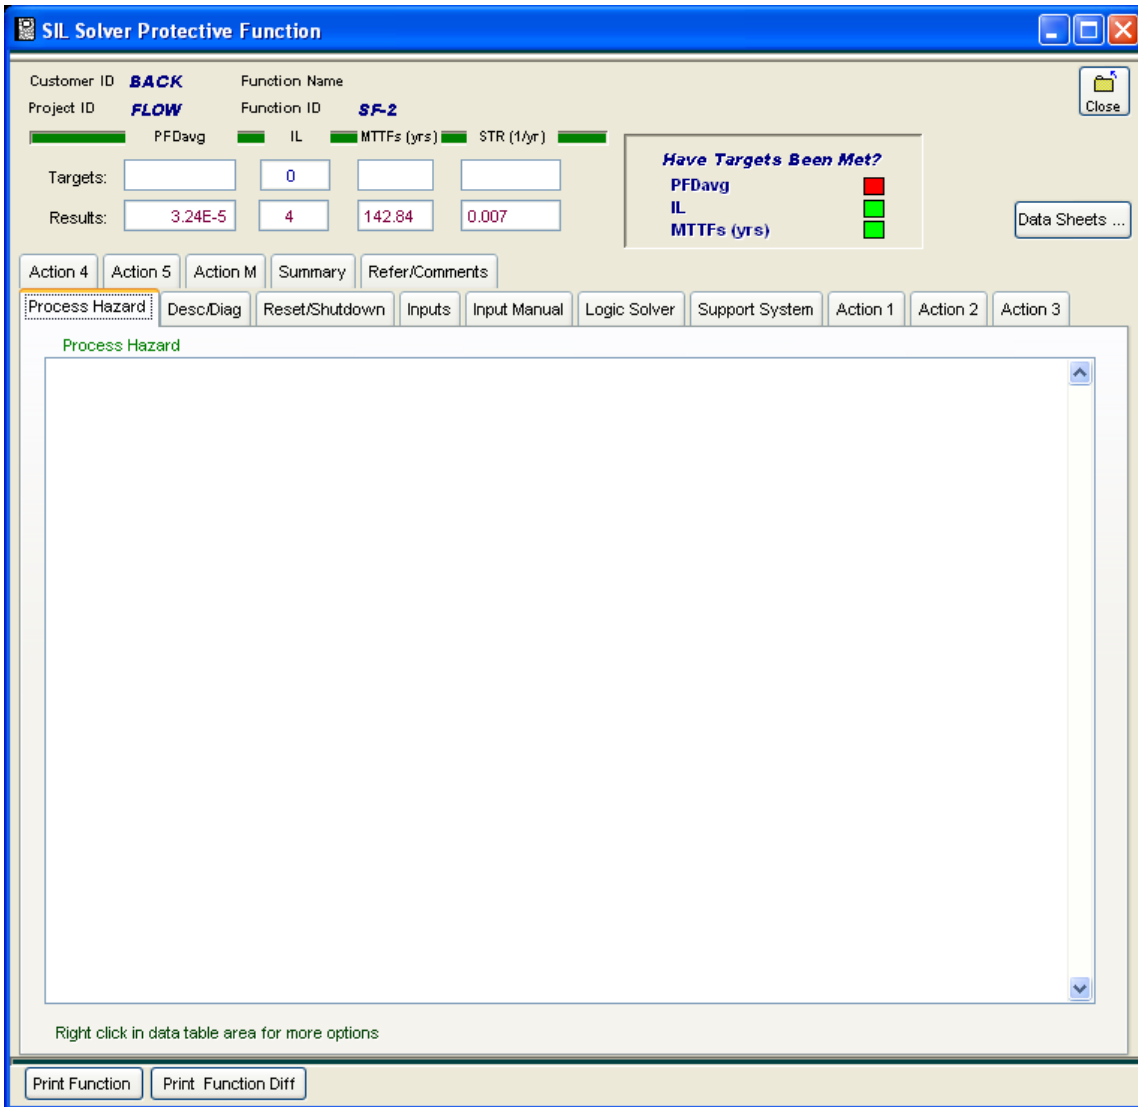 SIL Solver Protective Function
Customer ID BACK Function Name
Project ID FLOW Function ID SF-2
Close
PFDavg IL MTTFs (yrs) STR (1/yr)
Targets: 0
Results: 3.24E-5 4 142.84 0.007
Have Targets Been Met?
PFDavg
IL
MTTFs (yrs)
Data Sheets ...
Action 4 Action 5 Action M Summary Refer/Comments
Process Hazard Desc/Diag Reset/Shutdown Inputs Input Manual Logic Solver Support System Action 1 Action 2 Action 3
Process Hazard
Right click in data table area for more options
Print Function Print Function Diff